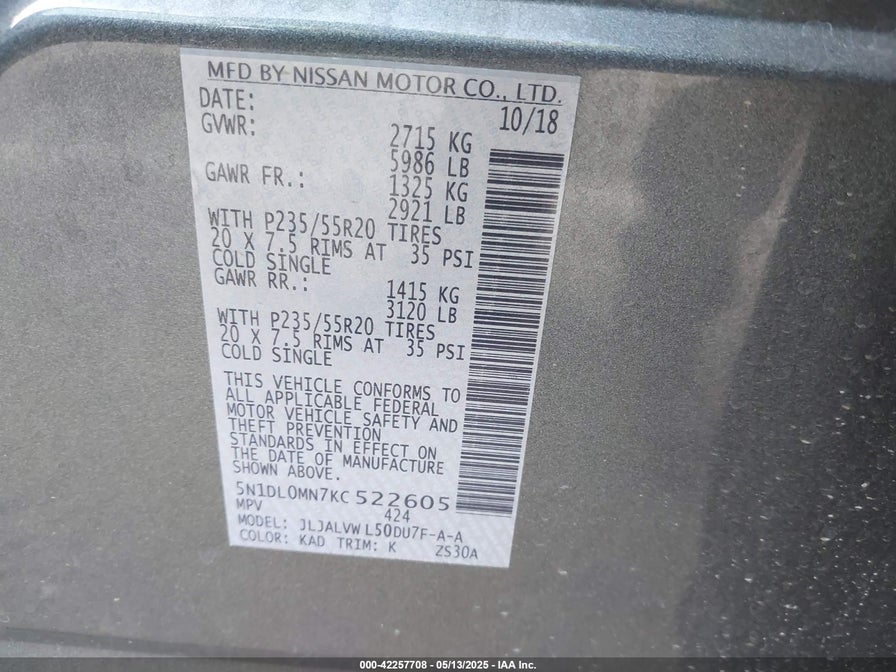 MFD BY NISSAN MOTOR CO., LTD.
DATE: 10/18
GVWR: 2715 KG
5986 LB
GAWR FR.: 1325 KG
2921 LB
WITH P235/55R20 TIRES
20 X 7.5 RIMS AT 35 PSI
COLD SINGLE
GAWR RR.: 1415 KG
3120 LB
WITH P235/55R20 TIRES
20 X 7.5 RIMS AT 35 PSI
COLD SINGLE
THIS VEHICLE CONFORMS TO
ALL APPLICABLE FEDERAL
MOTOR VEHICLE SAFETY AND
THEFT PREVENTION
STANDARDS IN EFFECT ON
THE DATE OF MANUFACTURE
SHOWN ABOVE.
5N1DL0MN7KC522605
MPV 424
MODEL: JLJALVWL50DU7F-A-A
COLOR: KAD TRIM: K ZS30A
000-42257708 - 05/13/2025 - IAA Inc.